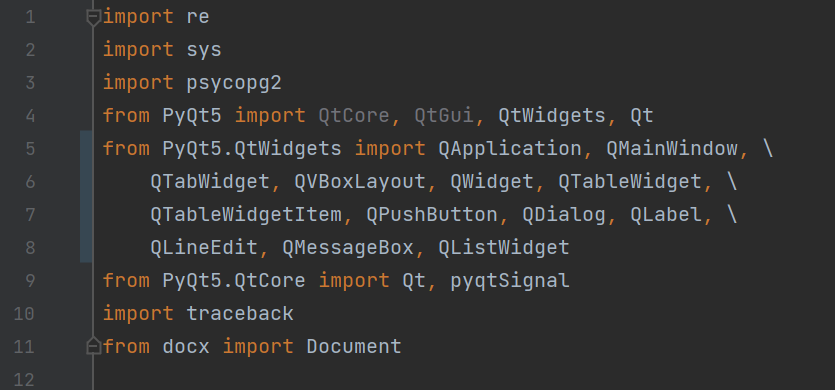 1 import re
2 import sys
3 import psycopg2
4 from PyQt5 import QtCore, QtGui, QtWidgets, Qt
5 from PyQt5.QtWidgets import QApplication, QMainWindow, \
6     QTabWidget, QVBoxLayout, QWidget, QTableWidget, \
7     QTableWidgetItem, QPushButton, QDialog, QLabel, \
8     QLineEdit, QMessageBox, QListWidget
9 from PyQt5.QtCore import Qt, pyqtSignal
10 import traceback
11 from docx import Document
12